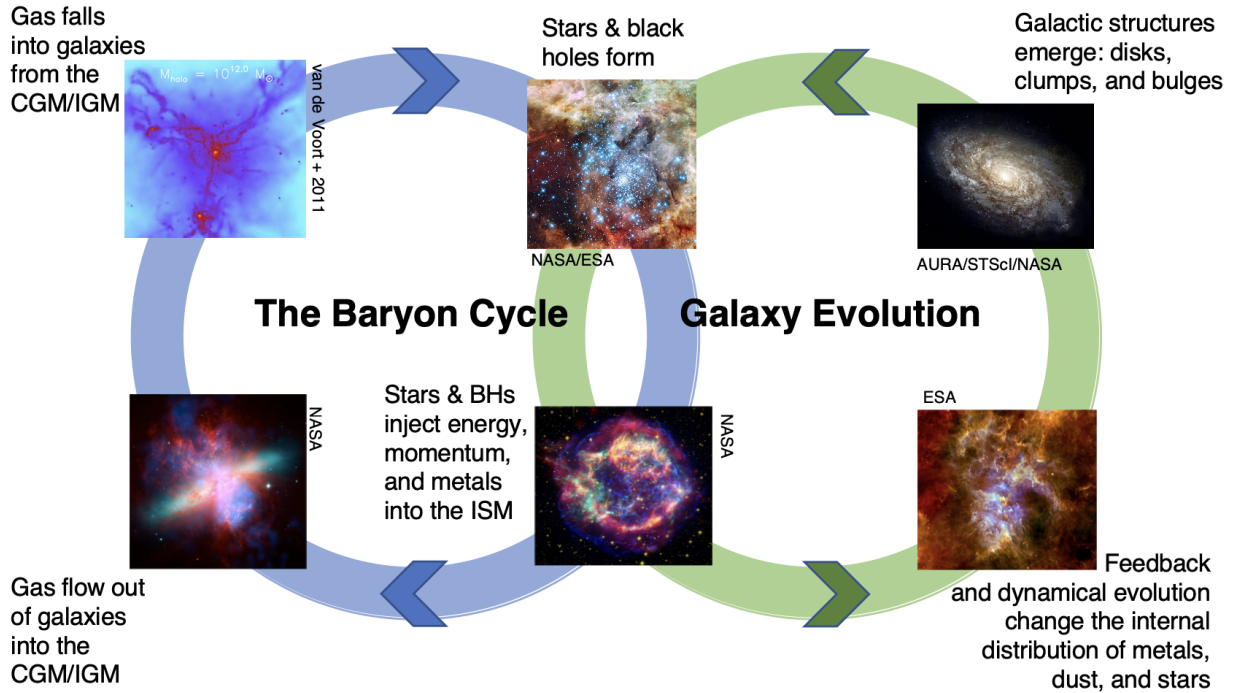 Gas falls
into galaxies
from the
CGM/IGM
M_halo = 10^12.0 M_⊙
van de Voort + 2011
Stars & black
holes form
NASA/ESA
Galactic structures
emerge: disks,
clumps, and bulges
AURA/STScI/NASA
The Baryon Cycle
Galaxy Evolution
NASA
Stars & BHs
inject energy,
momentum,
and metals
into the ISM
NASA
ESA
Gas flow out
of galaxies
into the
CGM/IGM
Feedback
and dynamical evolution
change the internal
distribution of metals,
dust, and stars